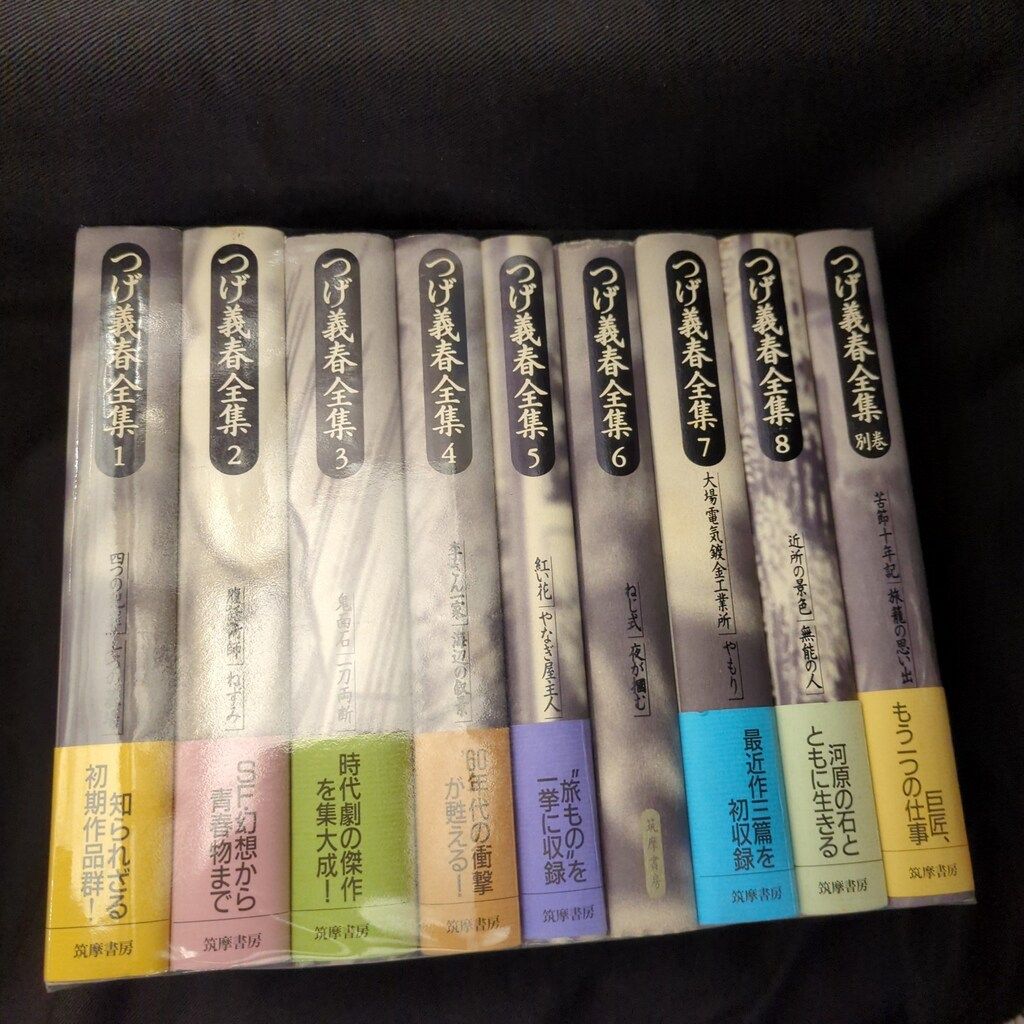 つげ義春全集
1
知られざる
初期作品群!
筑摩書房
つげ義春全集
2
ねずみ
SF・幻想から
青春物まで
筑摩書房
つげ義春全集
3
鬼面石
一刀両断
時代劇の傑作
を集大成!
筑摩書房
つげ義春全集
4
李さん一家
海辺の叙景
'60年代の衝撃
が甦える!
筑摩書房
つげ義春全集
5
紅い花
やなぎ屋主人
“旅もの”を
一挙に収録
筑摩書房
つげ義春全集
6
ねじ式
夜が掴む
筑摩書房
つげ義春全集
7
大場電気鍍金工業所
やもり
最近作三篇を
初収録
筑摩書房
つげ義春全集
8
近所の景色
無能の人
河原の石と
ともに生きる
筑摩書房
つげ義春全集
別巻
苦節十年記
旅籠の思い出
巨匠、
もう一つの仕事
筑摩書房